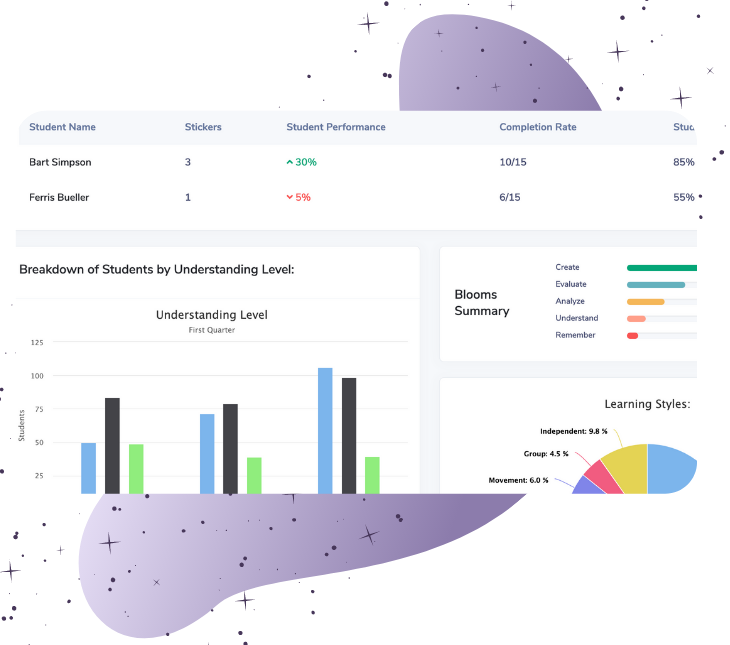 Student Name Stickers Student Performance Completion Rate Stud
Bart Simpson 3 30% 10/15 85%
Ferris Bueller 1 5% 6/15 55%
Breakdown of Students by Understanding Level:
Understanding Level
First Quarter
125
100
75
50
25
Students
Blooms
Summary
Create
Evaluate
Analyze
Understand
Remember
Learning Styles:
Independent: 9.8 %
Group: 4.5 %
Movement: 6.0 %